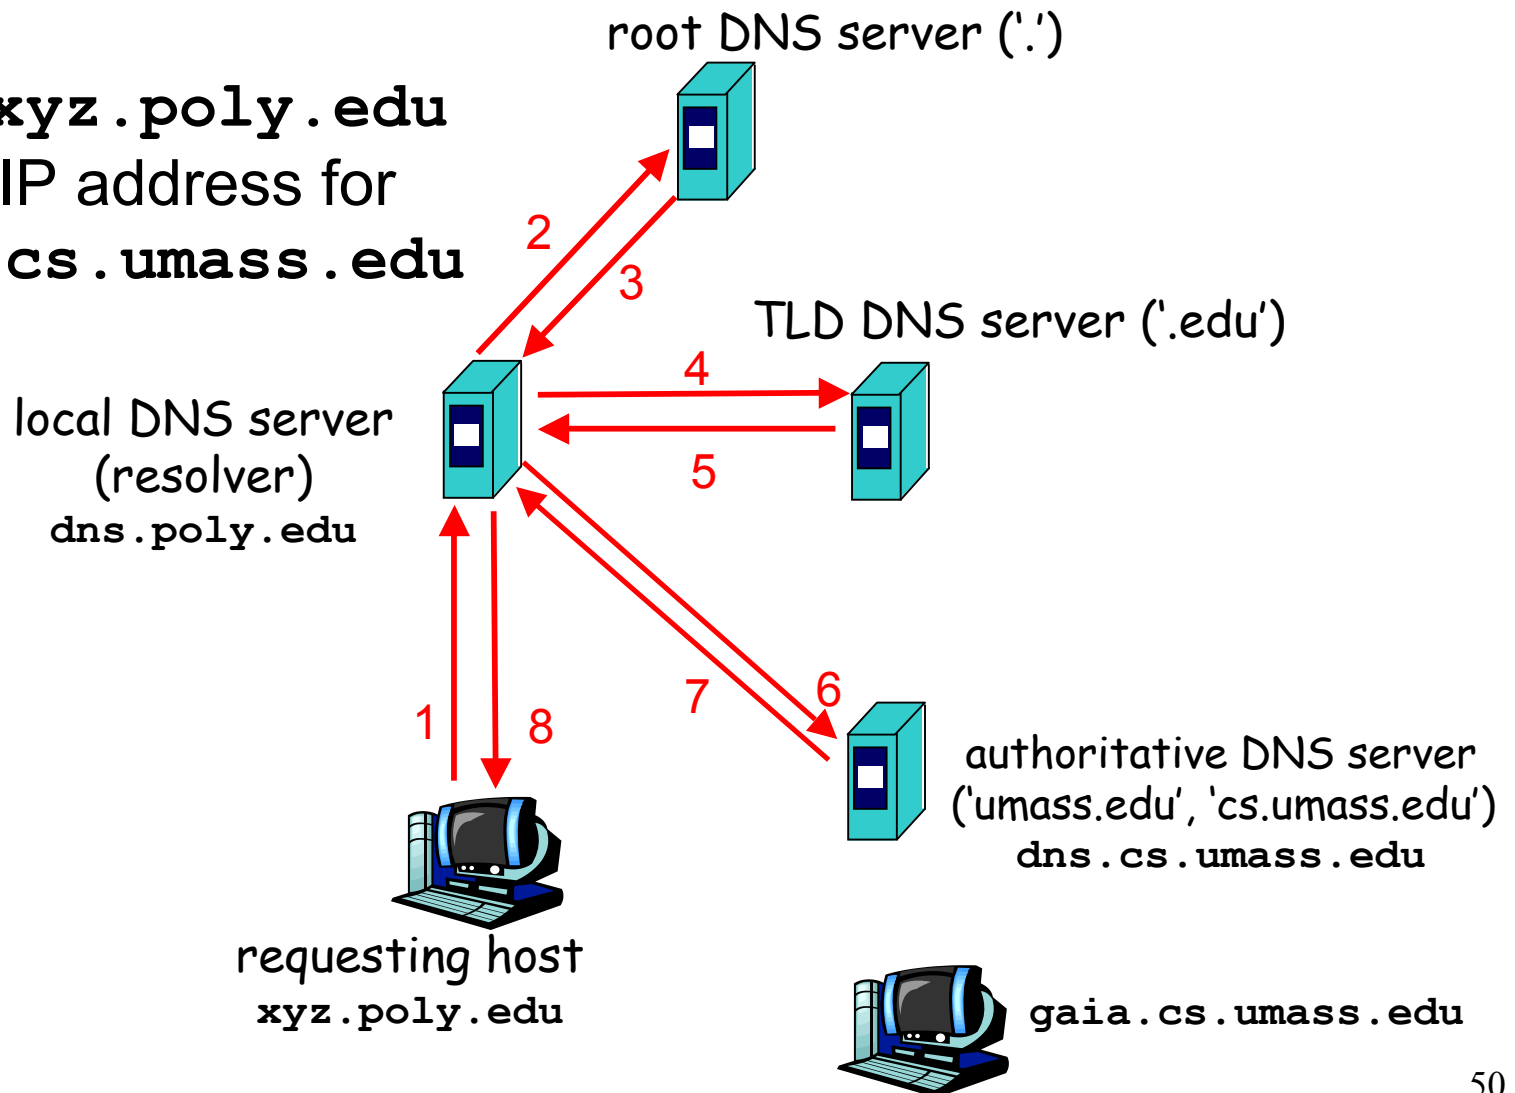 root DNS server ('.')
xyz.poly.edu
IP address for
cs.umass.edu
2
3
TLD DNS server ('.edu')
4
local DNS server
(resolver)
dns.poly.edu
5
1
8
7
6
authoritative DNS server
('umass.edu', 'cs.umass.edu')
dns.cs.umass.edu
requesting host
xyz.poly.edu
gaia.cs.umass.edu
50